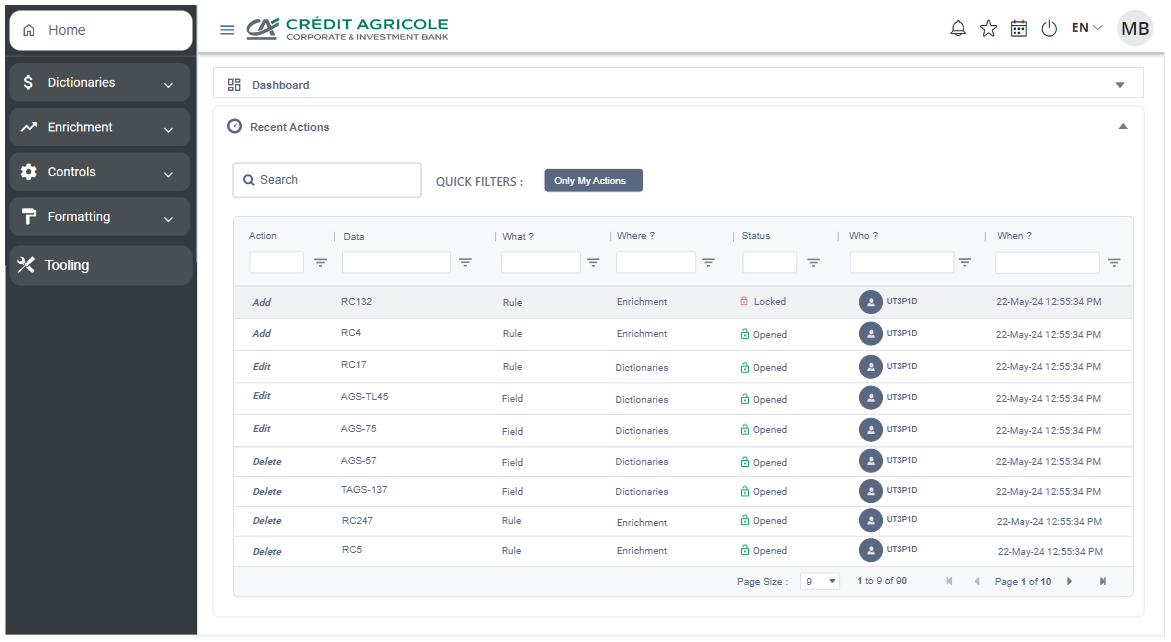 Home
CRÉDIT AGRICOLE
CORPORATE & INVESTMENT BANK
EN
MB
Dictionaries
Enrichment
Controls
Formatting
Tooling
Dashboard
Recent Actions
Search
QUICK FILTERS :
Only My Actions
Action | Data | What ? | Where ? | Status | Who ? | When ?
Add RC132 Rule Enrichment Locked UT3P1D 22-May-24 12:55:34 PM
Add RC4 Rule Enrichment Opened UT3P1D 22-May-24 12:55:34 PM
Edit RC17 Rule Dictionaries Opened UT3P1D 22-May-24 12:55:34 PM
Edit AGS-TL45 Field Dictionaries Opened UT3P1D 22-May-24 12:55:34 PM
Edit AGS-75 Field Dictionaries Opened UT3P1D 22-May-24 12:55:34 PM
Delete AGS-57 Field Dictionaries Opened UT3P1D 22-May-24 12:55:34 PM
Delete TAGS-137 Field Dictionaries Opened UT3P1D 22-May-24 12:55:34 PM
Delete RC247 Rule Enrichment Opened UT3P1D 22-May-24 12:55:34 PM
Delete RC5 Rule Enrichment Opened UT3P1D 22-May-24 12:55:34 PM
Page Size : 9 1 to 9 of 90 Page 1 of 10